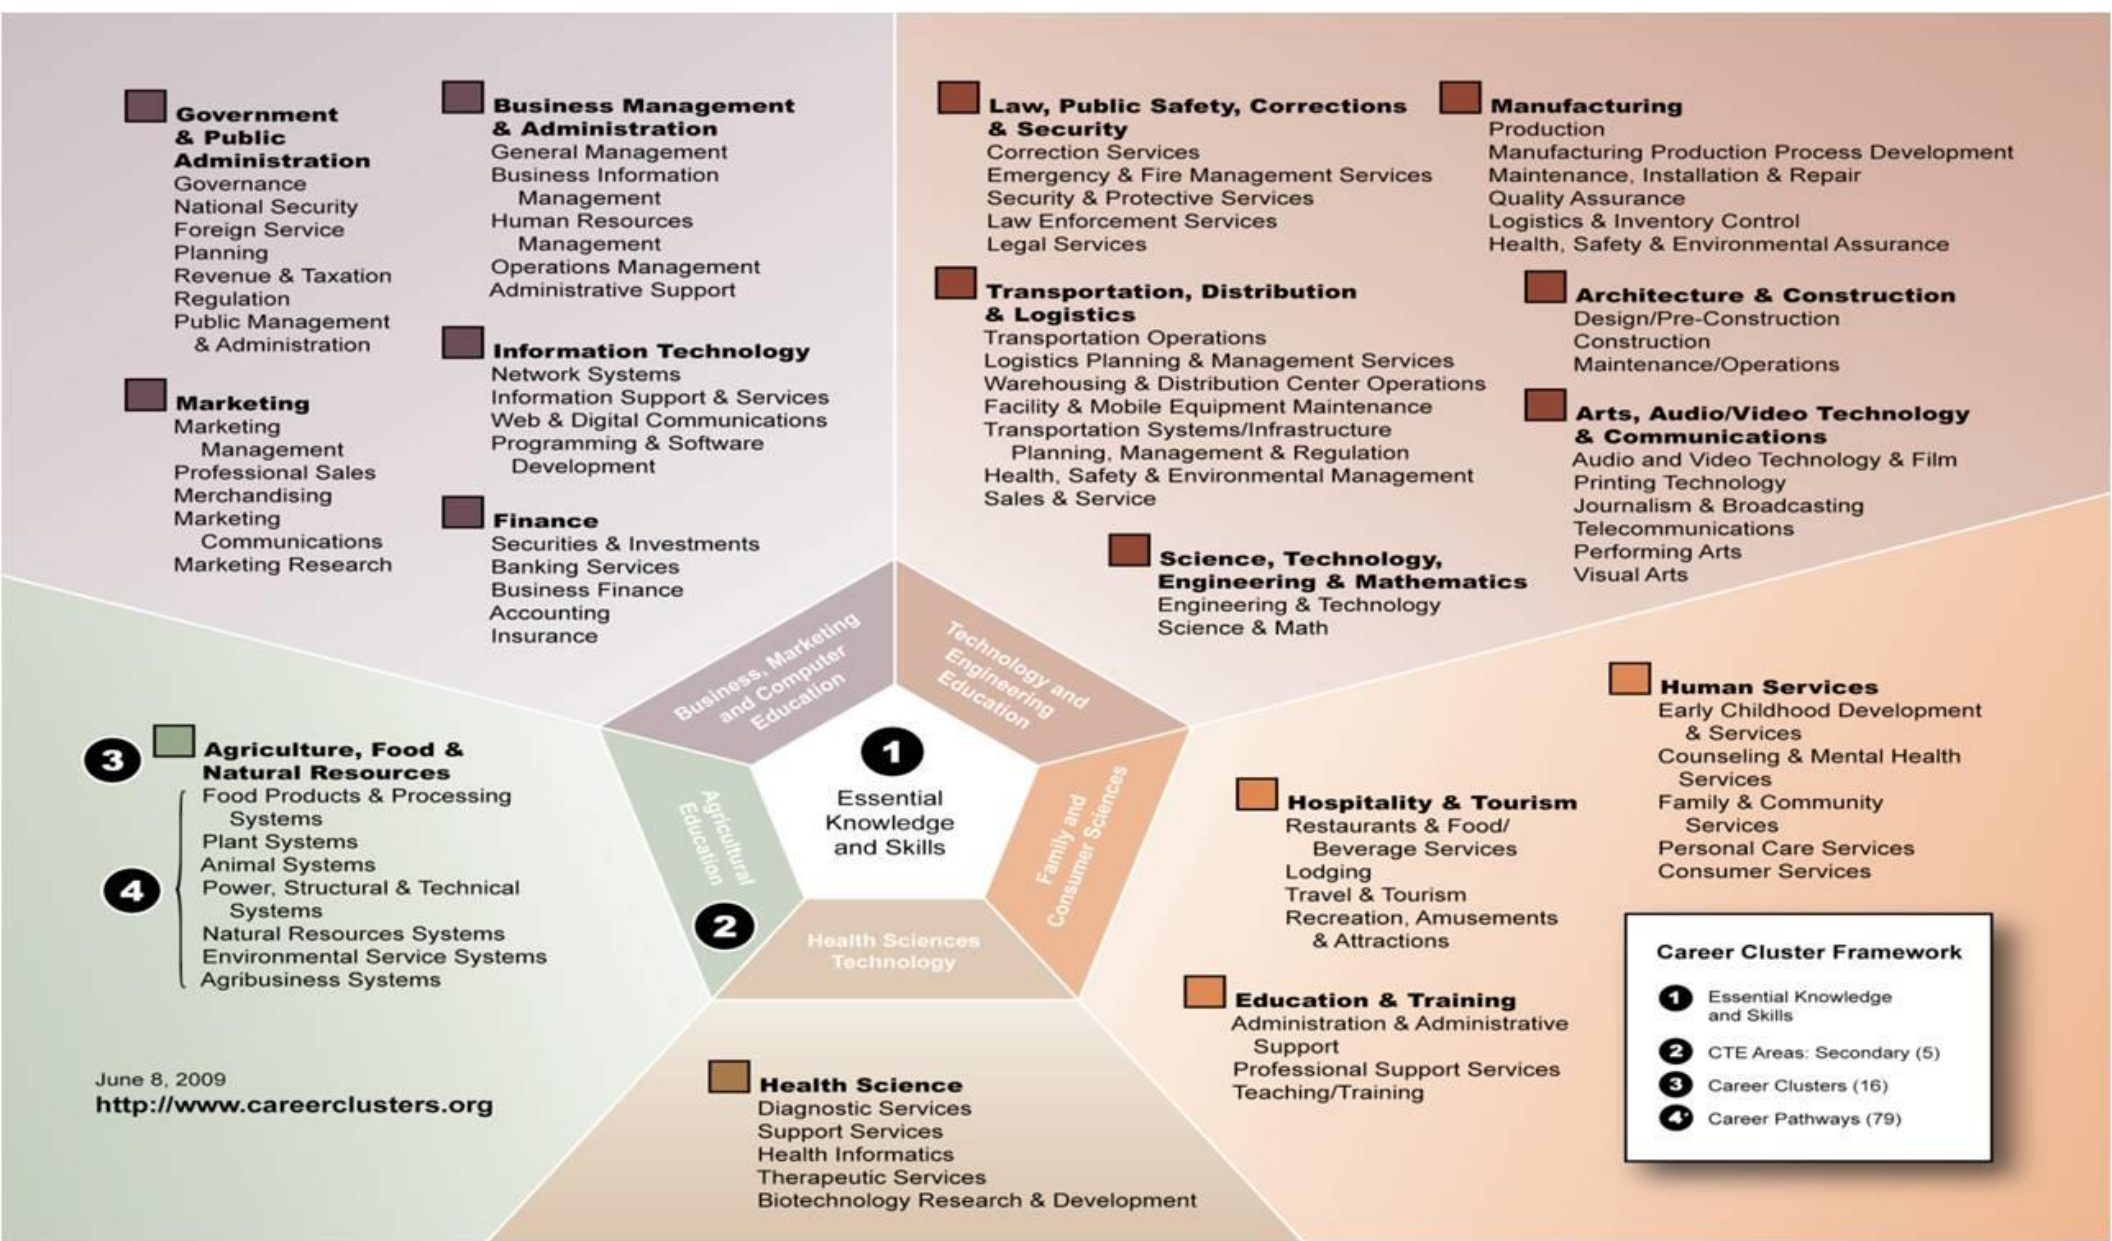 Government
& Public
Administration
Governance
National Security
Foreign Service
Planning
Revenue & Taxation
Regulation
Public Management
& Administration
Marketing
Marketing
Management
Professional Sales
Merchandising
Marketing
Communications
Marketing Research
Business Management
& Administration
General Management
Business Information
Management
Human Resources
Management
Operations Management
Administrative Support
Information Technology
Network Systems
Information Support & Services
Web & Digital Communications
Programming & Software
Development
Finance
Securities & Investments
Banking Services
Business Finance
Accounting
Insurance
Law, Public Safety, Corrections
& Security
Correction Services
Emergency & Fire Management Services
Security & Protective Services
Law Enforcement Services
Legal Services
Transportation, Distribution
& Logistics
Transportation Operations
Logistics Planning & Management Services
Warehousing & Distribution Center Operations
Facility & Mobile Equipment Maintenance
Transportation Systems/Infrastructure
Planning, Management & Regulation
Health, Safety & Environmental Management
Sales & Service
Science, Technology,
Engineering & Mathematics
Engineering & Technology
Science & Math
Manufacturing
Production
Manufacturing Production Process Development
Maintenance, Installation & Repair
Quality Assurance
Logistics & Inventory Control
Health, Safety & Environmental Assurance
Architecture & Construction
Design/Pre-Construction
Construction
Maintenance/Operations
Arts, Audio/Video Technology
& Communications
Audio and Video Technology & Film
Printing Technology
Journalism & Broadcasting
Telecommunications
Performing Arts
Visual Arts
Business, Marketing
and Computer
Education
Technology and
Engineering
Education
1
Essential
Knowledge
and Skills
Agricultural
Education
2
Family and
Consumer Sciences
Health Sciences
Technology
3
Agriculture, Food &
Natural Resources
4
Food Products & Processing
Systems
Plant Systems
Animal Systems
Power, Structural & Technical
Systems
Natural Resources Systems
Environmental Service Systems
Agribusiness Systems
June 8, 2009
http://www.careerclusters.org
Health Science
Diagnostic Services
Support Services
Health Informatics
Therapeutic Services
Biotechnology Research & Development
Hospitality & Tourism
Restaurants & Food/
Beverage Services
Lodging
Travel & Tourism
Recreation, Amusements
& Attractions
Education & Training
Administration & Administrative
Support
Professional Support Services
Teaching/Training
Human Services
Early Childhood Development
& Services
Counseling & Mental Health
Services
Family & Community
Services
Personal Care Services
Consumer Services
Career Cluster Framework
1 Essential Knowledge
and Skills
2 CTE Areas: Secondary (5)
3 Career Clusters (16)
4 Career Pathways (79)